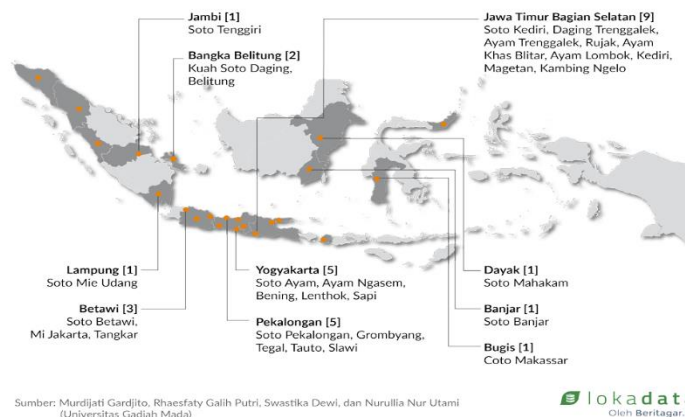 Jambi [1]
Soto Tenggiri
Bangka Belitung [2]
Kuah Soto Daging,
Belitung
Jawa Timur Bagian Selatan [9]
Soto Kediri, Daging Trenggalek,
Ayam Trenggalek, Rujak, Ayam
Khas Blitar, Ayam Lombok, Kediri,
Magetan, Kambing Ngelo
Lampung [1]
Soto Mie Udang
Betawi [3]
Soto Betawi,
Mi Jakarta, Tangkar
Yogyakarta [5]
Soto Ayam, Ayam Ngasem,
Bening, Lenthok, Sapi
Pekalongan [5]
Soto Pekalongan, Grombyang,
Tegal, Tauto, Slawi
Dayak [1]
Soto Mahakam
Banjar [1]
Soto Banjar
Bugis [1]
Coto Makassar
Sumber: Murdijati Gardjito, Rhaesfaty Galih Putri, Swastika Dewi, dan Nurullia Nur Utami
(Universitas Gadjah Mada)
lokadat
Oleh Beritagar.